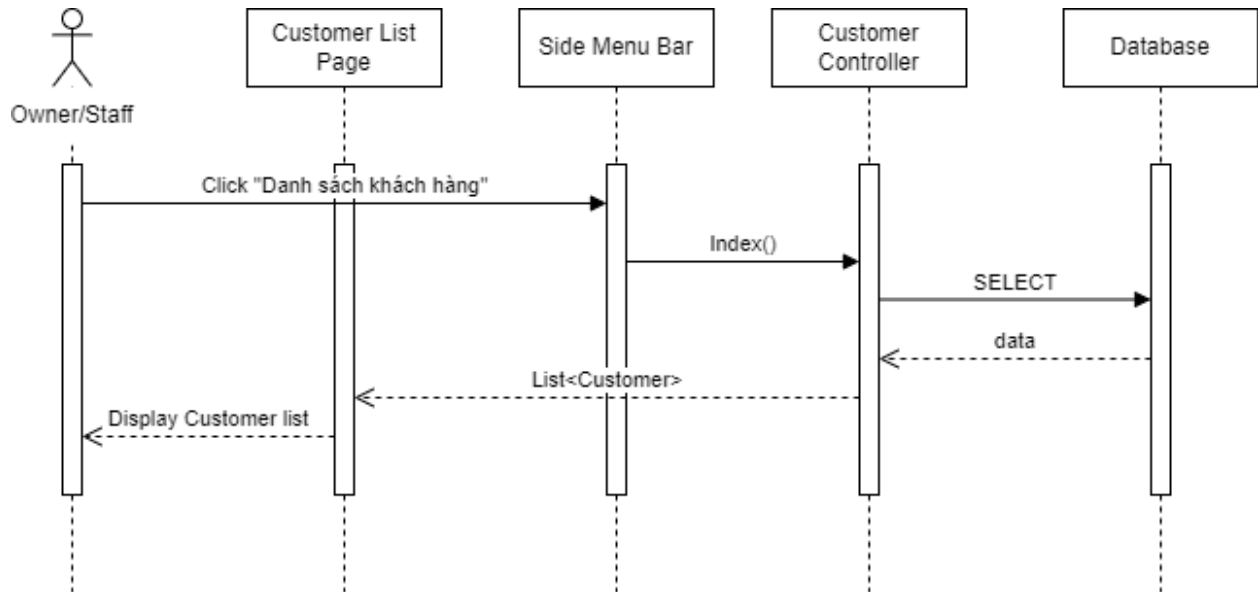 Customer List
Page
Side Menu Bar
Customer
Controller
Database
Owner/Staff
Click "Danh sách khách hàng"
Index()
SELECT
data
List<Customer>
Display Customer list